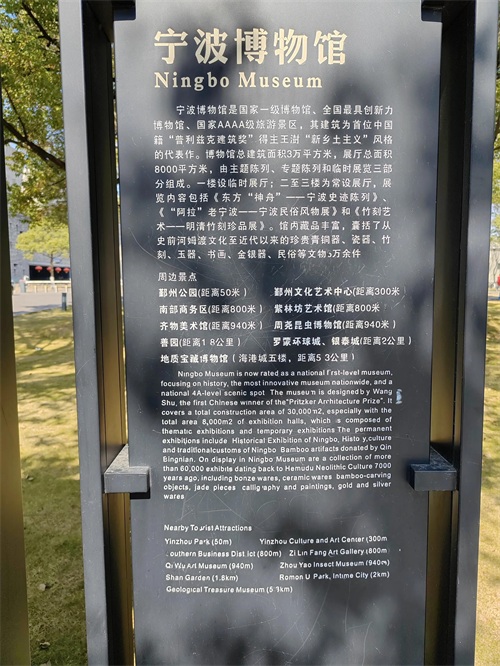 宁波博物馆
Ningbo Museum
宁波博物馆是国家一级博物馆、全国最具创新力
博物馆、国家AAAA级旅游景区，其建筑为首位中国
籍“普利兹克建筑奖”得主王澍“新乡土主义”风格
的代表作。博物馆总建筑面积3万平方米，展厅总面积
8000平方米，由主题陈列、专题陈列和临时展览三部
分组成。一楼设临时展厅；二至三楼为常设展厅，展
览内容包括《东方“神舟”——宁波史迹陈列》、
《“阿拉”老宁波——宁波民俗风物展》和《竹刻艺
术——明清竹刻珍品展》。馆内藏品丰富，囊括了从
史前河姆渡文化至近代以来的珍贵青铜器、瓷器、竹
刻、玉器、书画、金银器、民俗等文物 万余件
周边景点
鄞州公园(距离50米 )
鄞州文化艺术中心(距离300米
南部商务区(距离800米 )
紫林坊艺术馆(距离800米
齐物美术馆(距离940米 )
周尧昆虫博物馆(距离940米
善园(距离1 8公里 )
罗蒙环球城、银泰城(距离2公里 )
地质宝藏博物馆 ( 海港城五楼，距离5 3公里 )
Ningbo Museum is now rated as a national first-level museum,
focusing on history, the most innovative museum nationwide, and a
national 4A-level scenic spot The museum is designed by Wang
Shu, the first Chinese winner of the"Pritzker Architecture Prize". It
covers a total construction area of 30,000m2, especially with the
total area 8,000m2 of exhibition halls, which is composed of
thematic exhibitions and temporary exhibitions The permanent
exhibitions include Historical Exhibition of Ningbo, Histo y,culture
and traditionalcustoms of Ningbo Bamboo artifacts donated by Qin
Bingtian. On display in Ningbo Museum are a collection of more
than 60,000 exhibits dating back to Hemudu Neolithic Culture 7000
years ago, including bonze wares, ceramic wares bamboo-carving
objects, jade pieces callig aphy and paintings, gold and silver
wares
Nearby To rist Attractions
Yinzhou Park (50m)
Yinzhou Culture and Art Center (300m
outhern Business Dist ict (800m)
Zi Lin Fang Art Gallery (800m
Qi Wu Art Museum (940m)
Zhou Yao Insect Museum (940m)
Shan Garden (1.8km)
Romon U Park, Intime City (2km)
Geological Treasure Museum (5 3km)